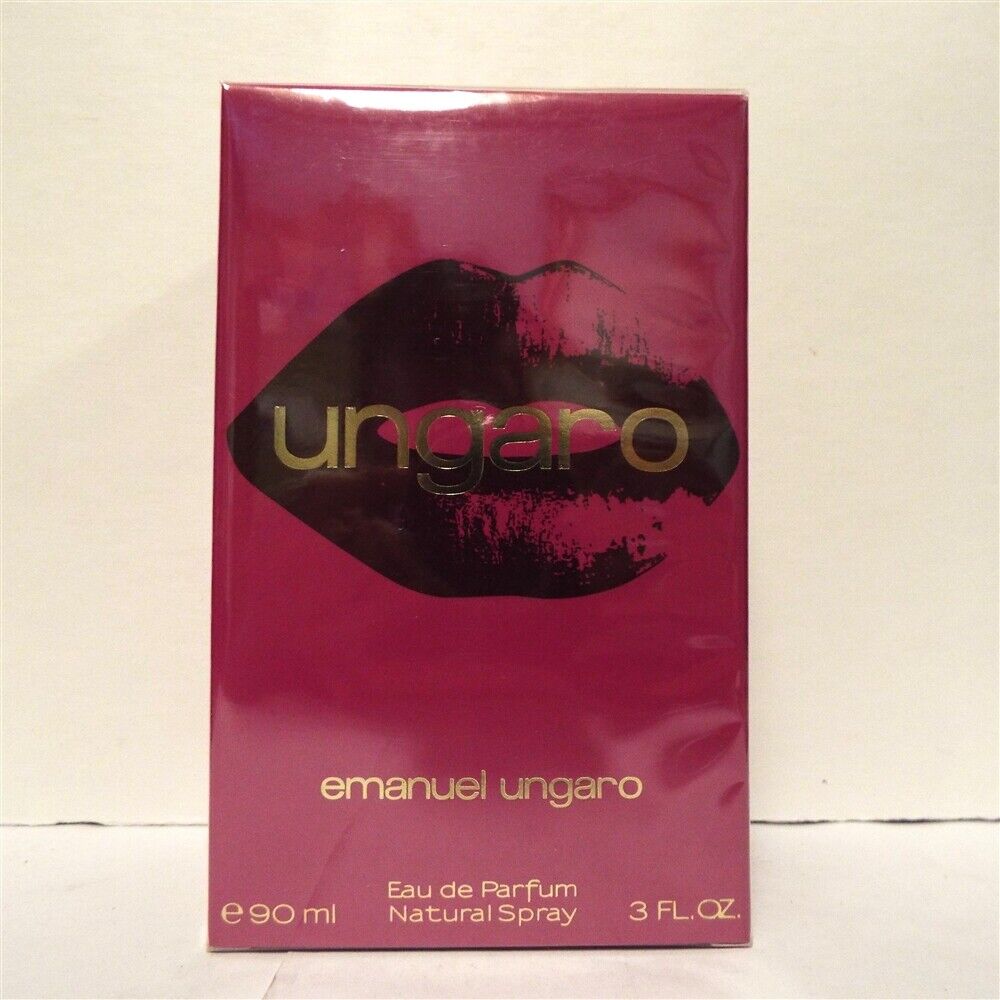 ungaro
emanuel ungaro
Eau de Parfum
℮90 ml Natural Spray 3 FL.OZ.